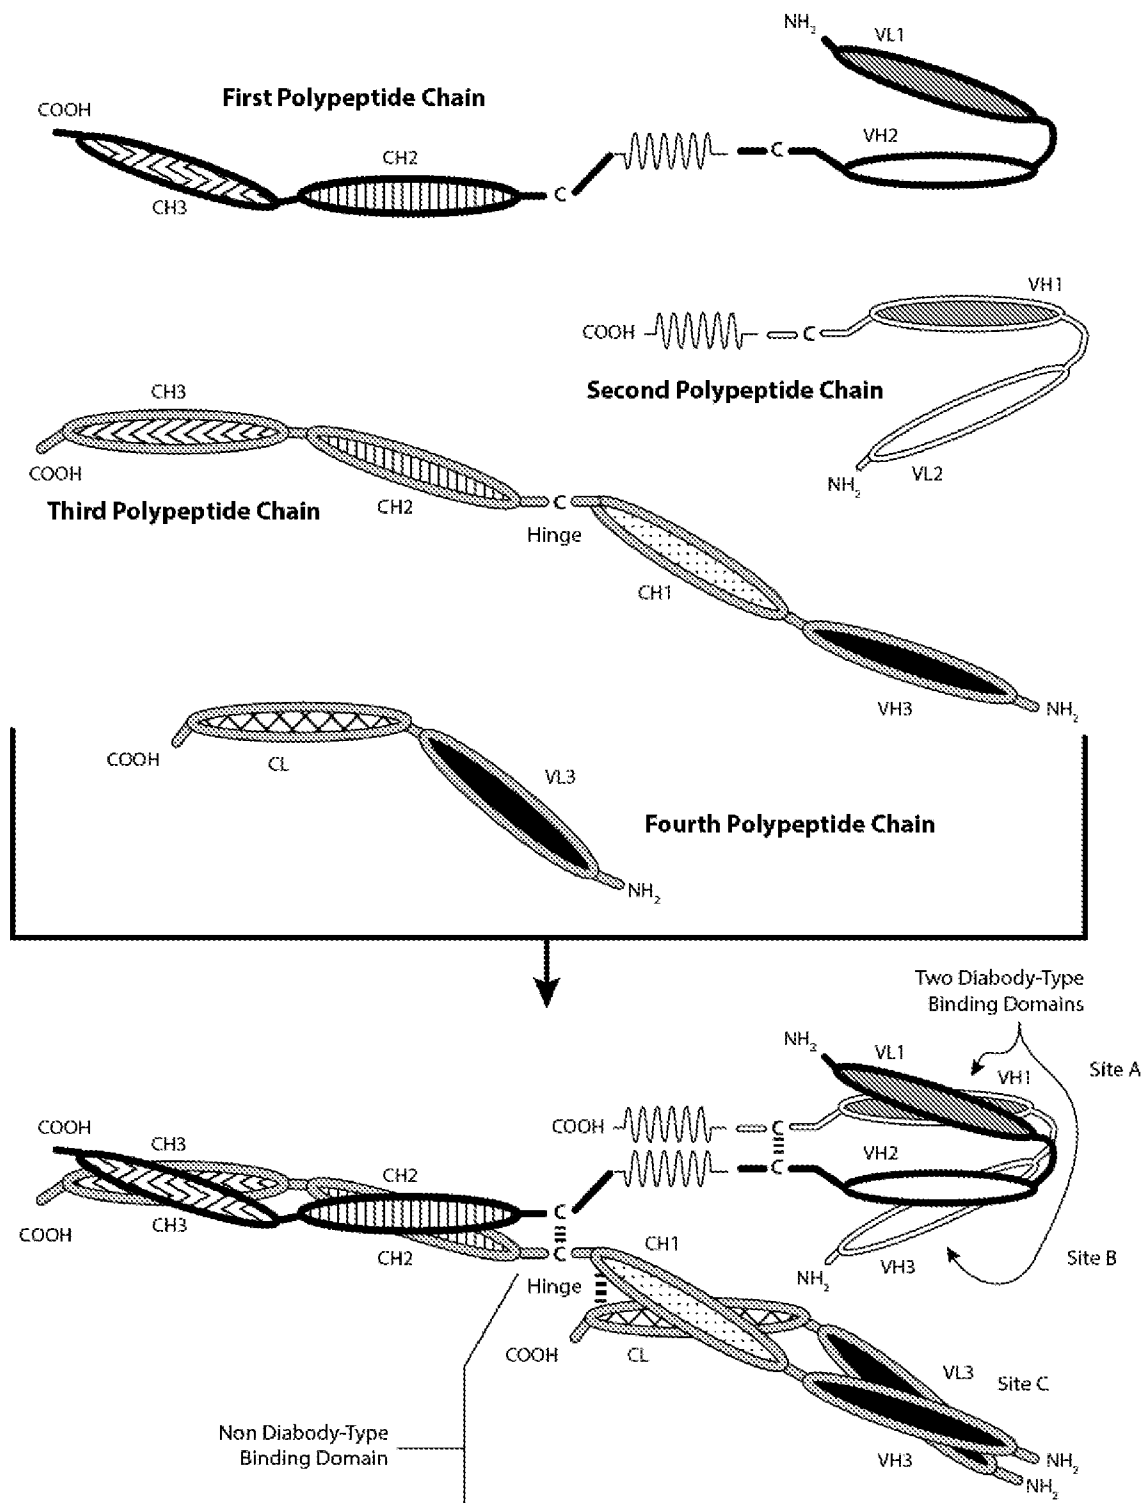 NH₂
VL1
First Polypeptide Chain
COOH
CH2
C
VH2
C
CH3
VH1
COOH
C
Second Polypeptide Chain
CH3
COOH
VL2
NH₂
Third Polypeptide Chain
CH2
C
Hinge
CH1
VH3
NH₂
COOH
CL
VL3
Fourth Polypeptide Chain
NH₂
Two Diabody-Type
Binding Domains
NH₂
VL1
VH1
Site A
COOH
C
COOH
CH3
CH2
VH2
C
CH3
C
COOH
CH2
C
CH1
VH3
Site B
Hinge
NH₂
COOH
CL
VL3
Site C
Non Diabody-Type
Binding Domain
VH3
NH₂
NH₂